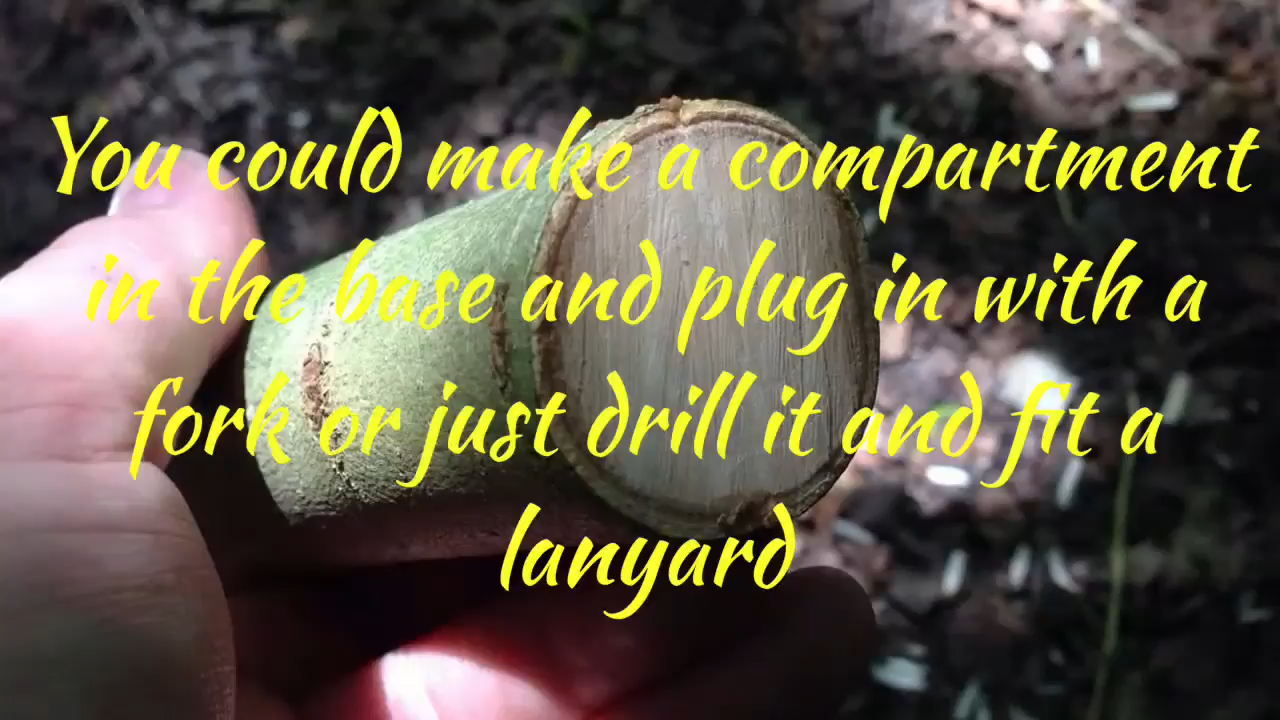 You could make a compartment
in the base and plug in with a
fork or just drill it and fit a
lanyard